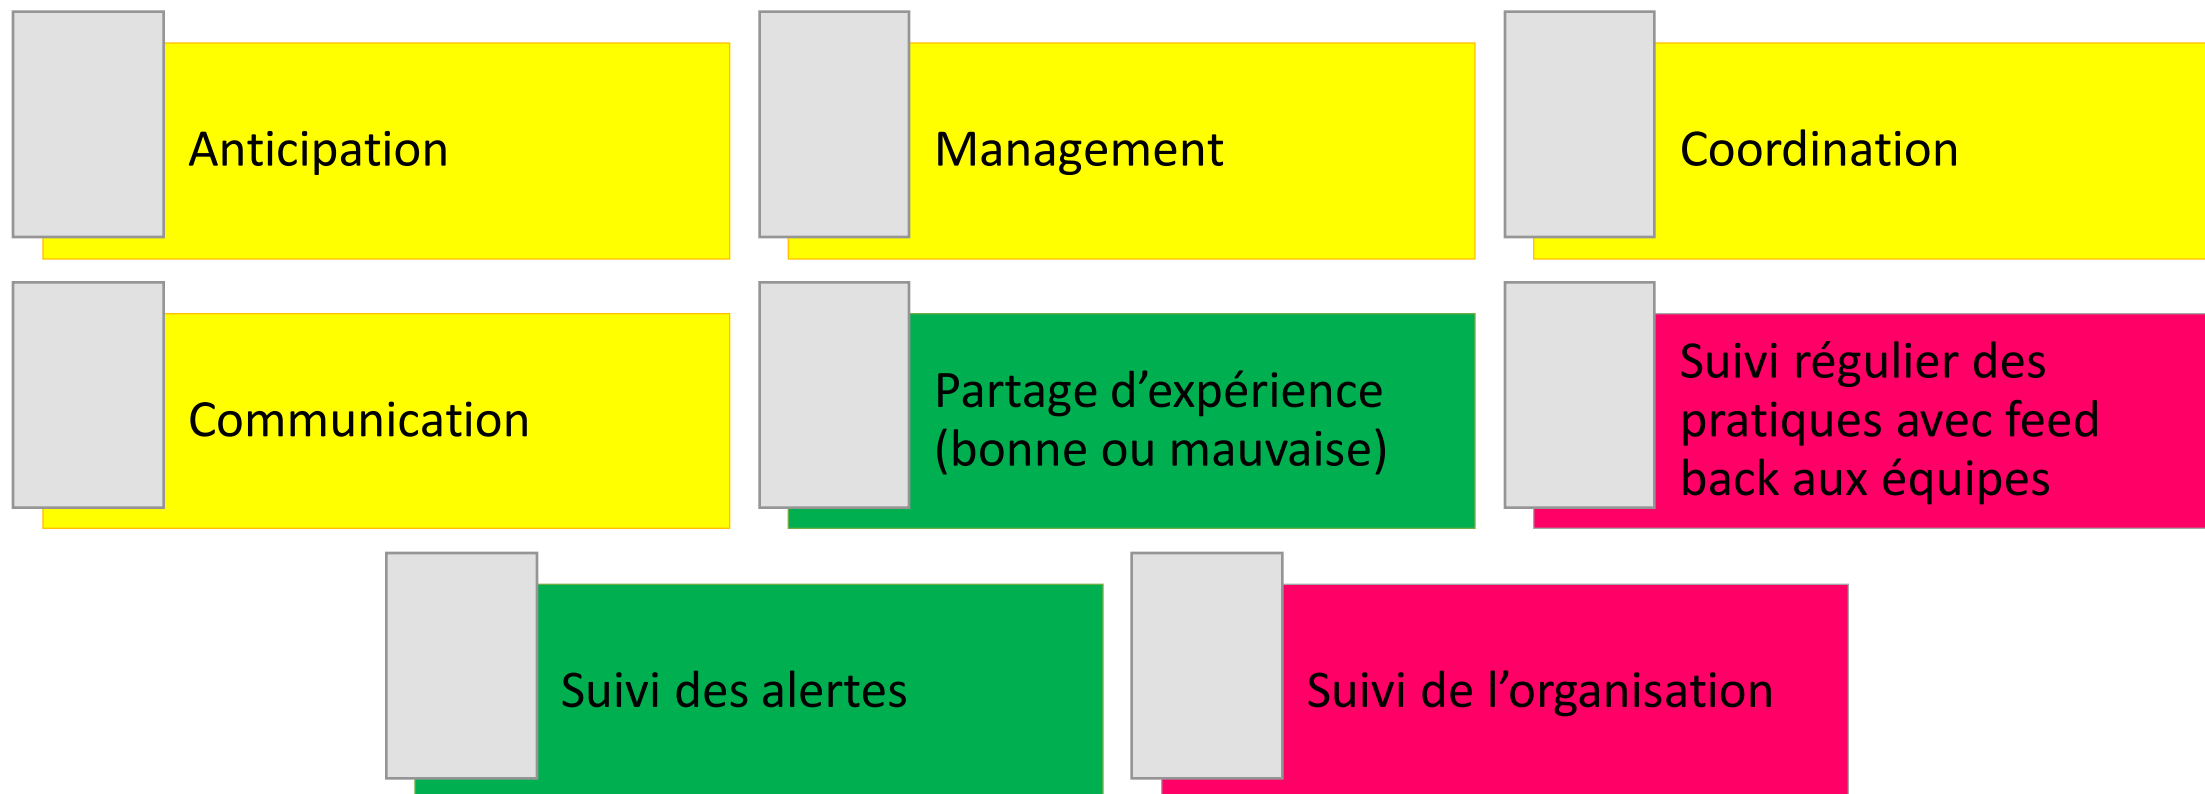 Anticipation
Management
Coordination
Communication
Partage d’expérience
(bonne ou mauvaise)
Suivi régulier des
pratiques avec feed
back aux équipes
Suivi des alertes
Suivi de l’organisation